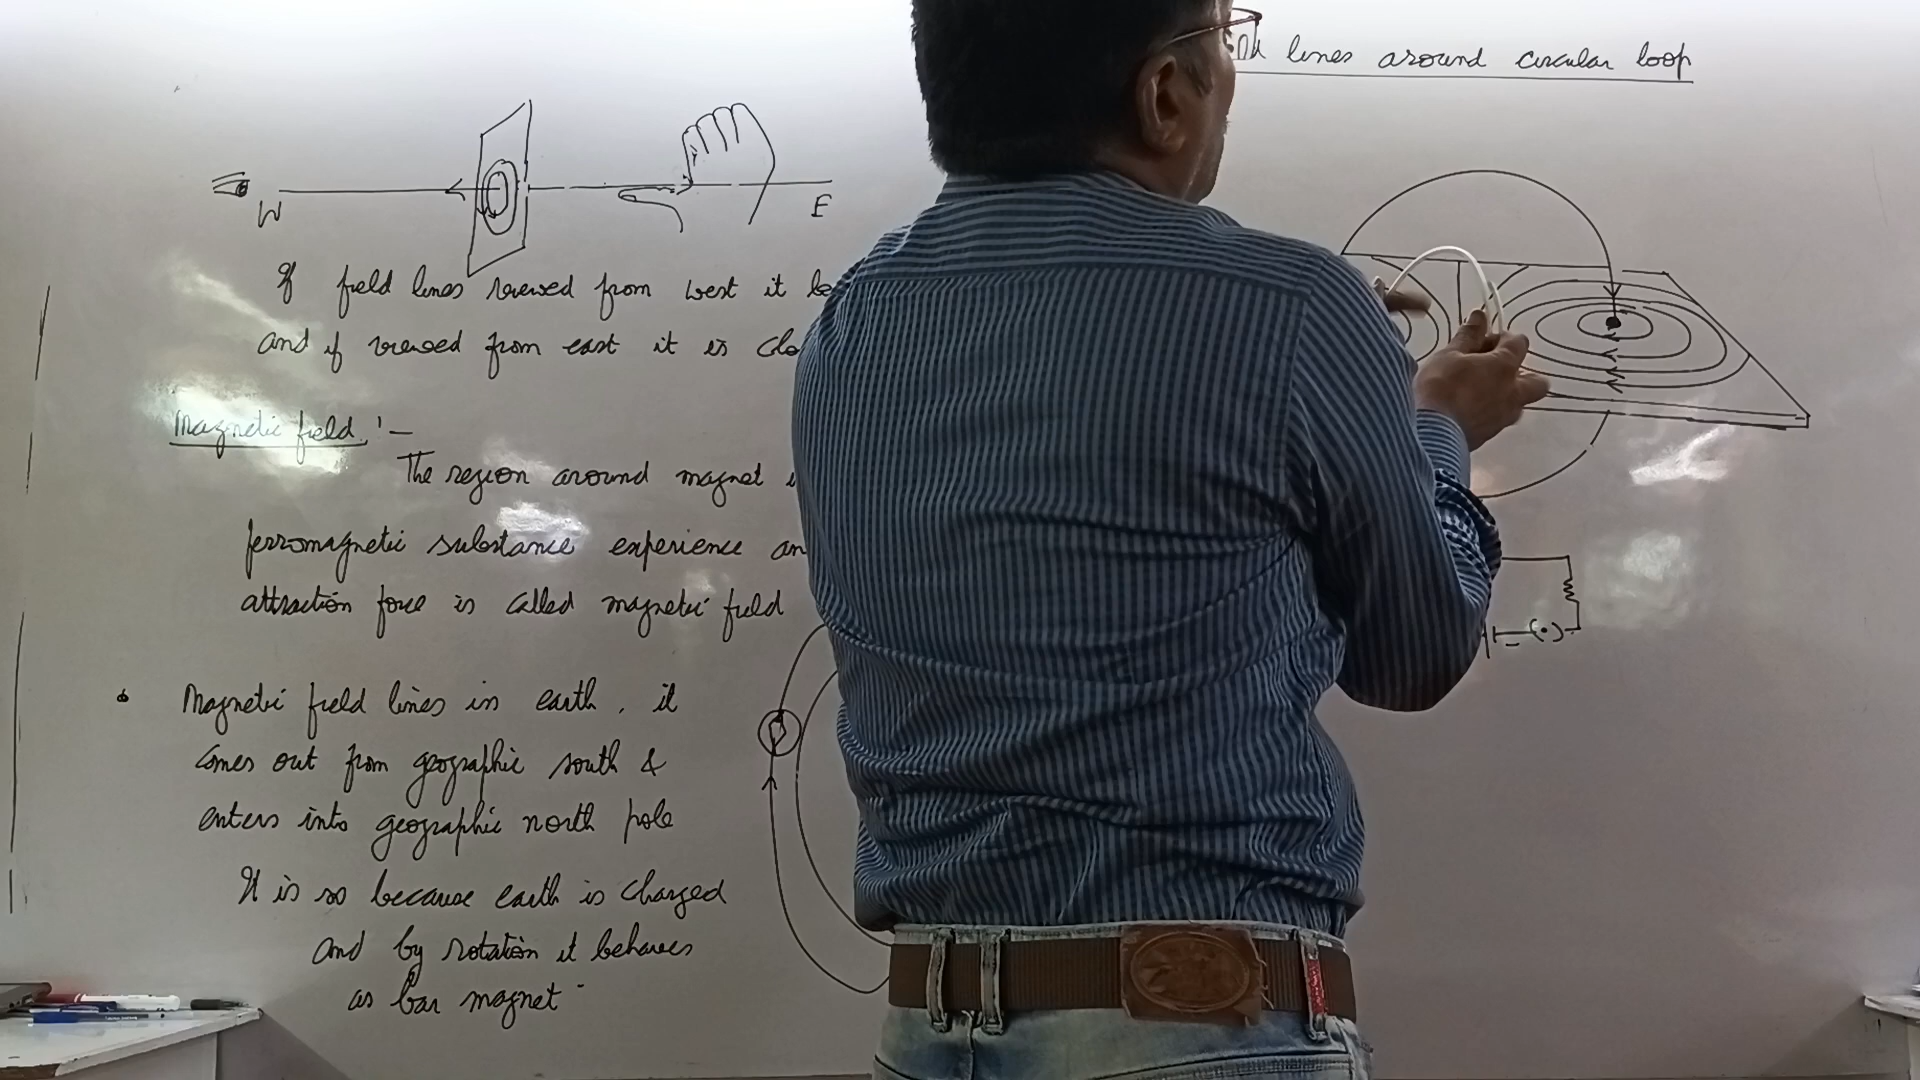 lines around circular loop
W
E
If field lines viewed from west it
and if viewed from east it is
Magnetic field :-
The region around magnet
ferromagnetic substance experience an
attraction force is called magnetic field
Magnetic field lines in earth, it
comes out from geographic south &
enters into geographic north pole
It is so because earth is charged
and by rotation it behaves
as bar magnet